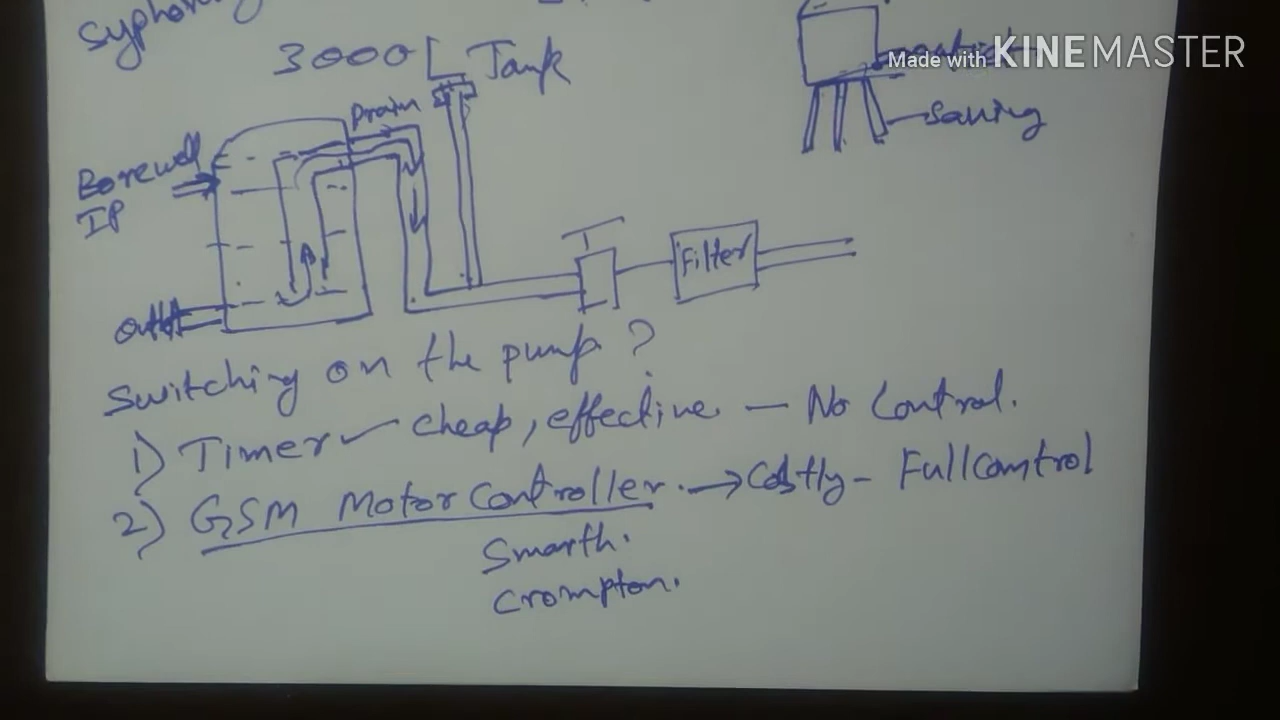 3000 L Tank
Made with KINEMASTER
Drain
Borewell
IP
Filter
Switching on the pump ?
1) Timer cheap, effective — No Control.
2) GSM Motor Controller. → Costly - Full Control
Smarth.
Crompton.